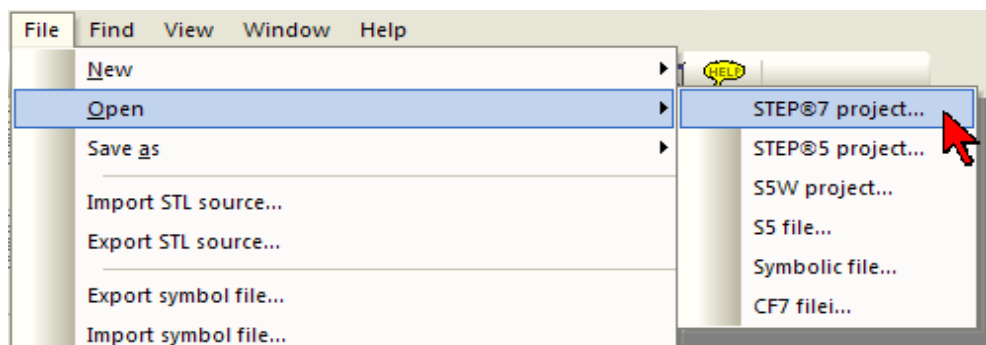 File Find View Window Help
New
HELP
Open
STEP®7 project...
Save as
STEP®5 project...
S5W project...
Import STL source...
S5 file...
Export STL source...
Symbolic file...
Export symbol file...
CF7 filei...
Import symbol file...